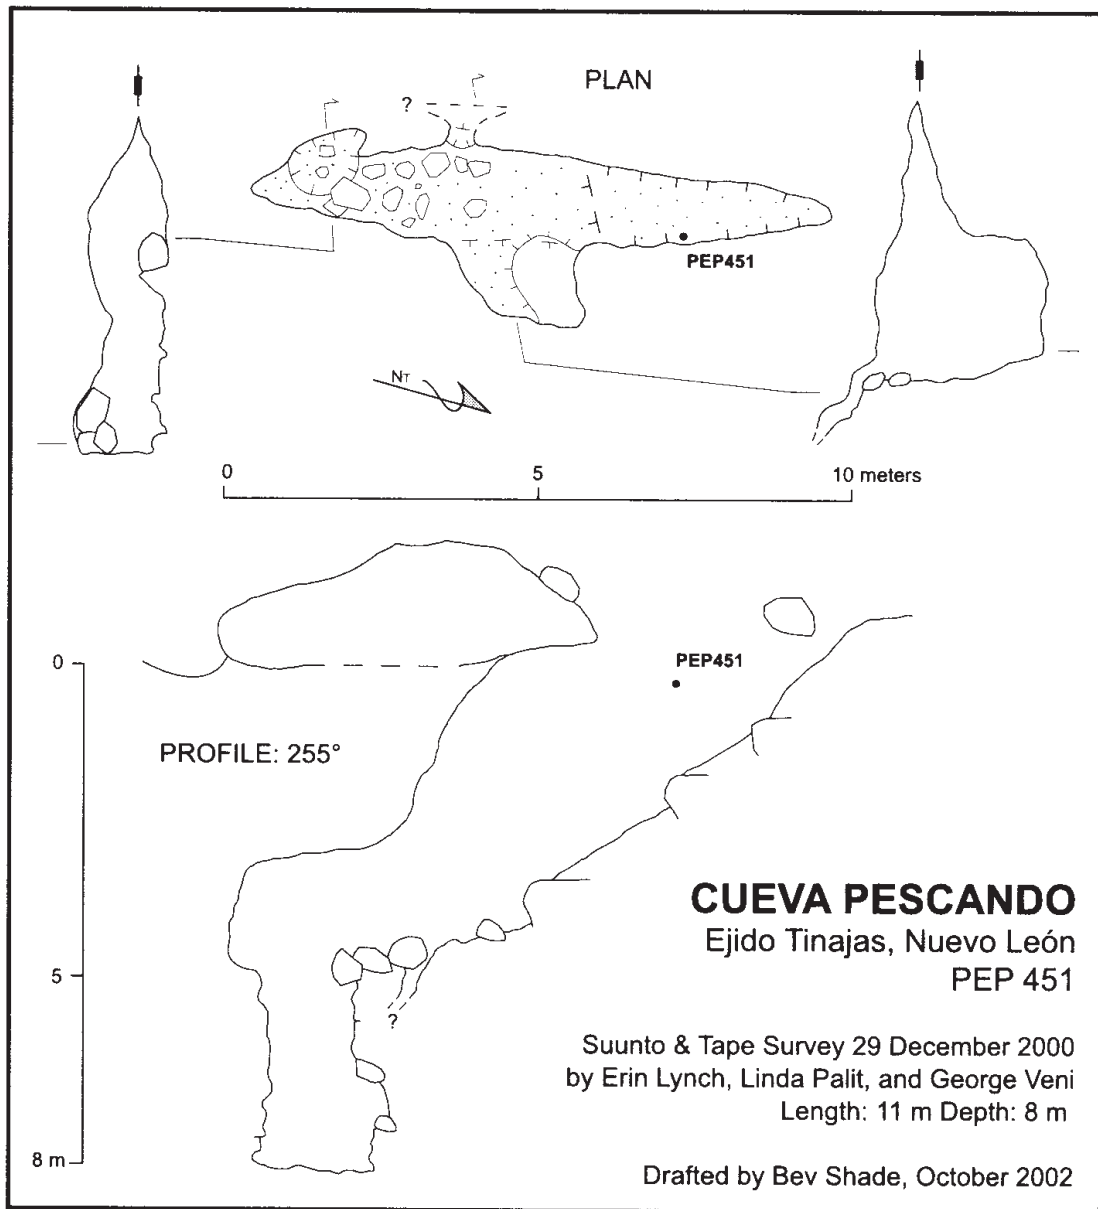 PLAN
?
PEP451
NT
0 5 10 meters
0
PEP451
PROFILE: 255°
5
?
8 m
CUEVA PESCANDO
Ejido Tinajas, Nuevo León
PEP 451
Suunto & Tape Survey 29 December 2000
by Erin Lynch, Linda Palit, and George Veni
Length: 11 m Depth: 8 m
Drafted by Bev Shade, October 2002